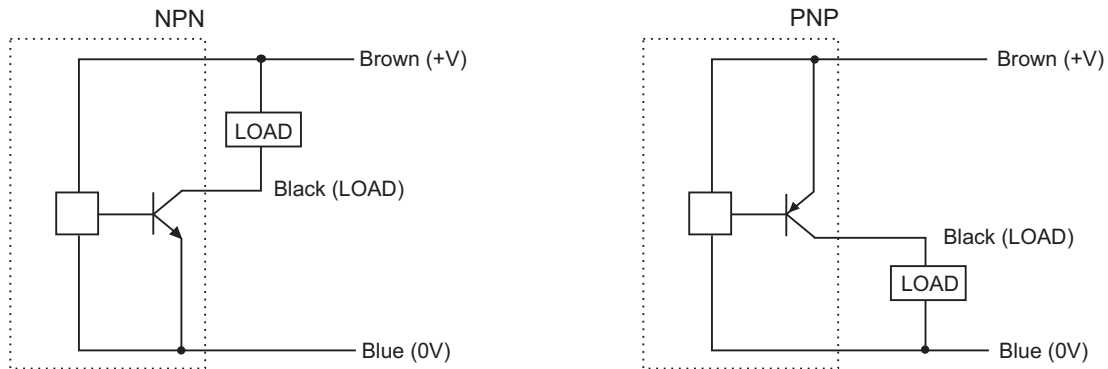 NPN
Brown (+V)
LOAD
Black (LOAD)
Blue (0V)
PNP
Brown (+V)
Black (LOAD)
LOAD
Blue (0V)